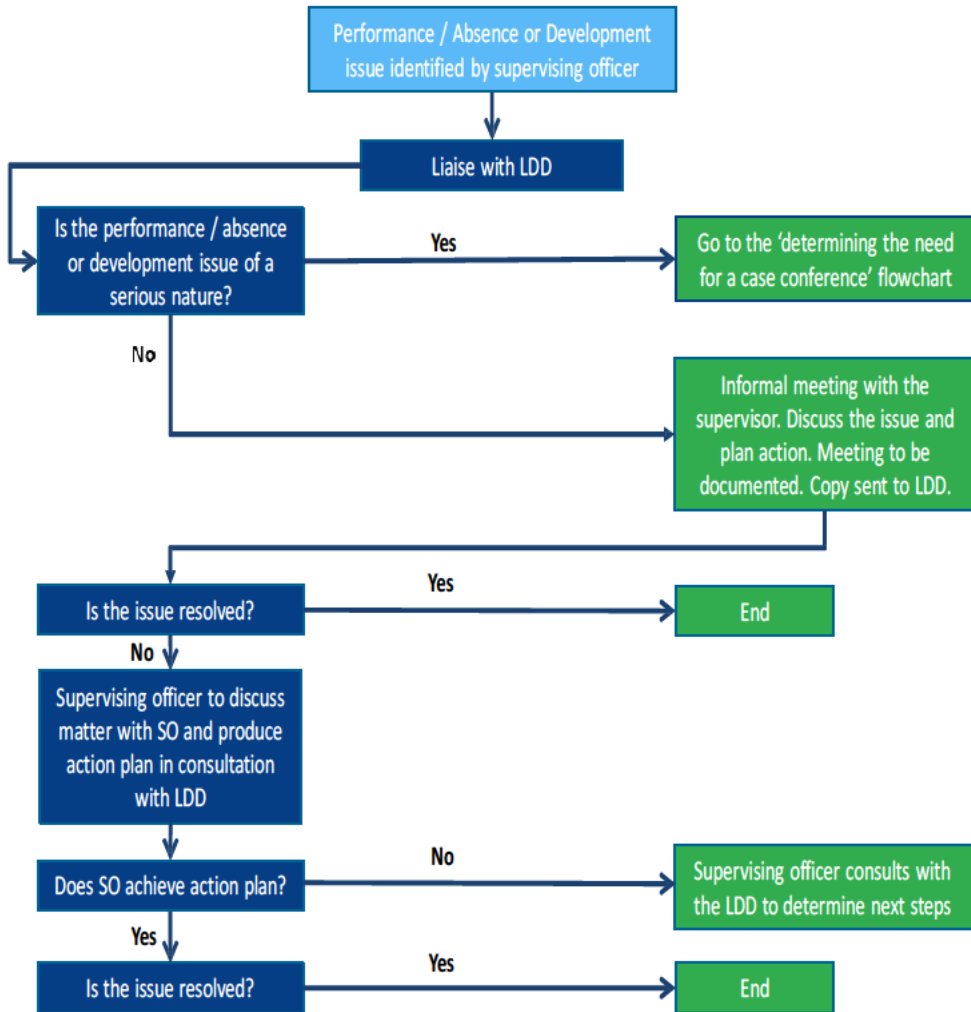 Performance / Absence or Development
issue identified by supervising officer
Liaise with LDD
Is the performance / absence
or development issue of a
serious nature?
Yes
Go to the ‘determining the need
for a case conference’ flowchart
No
Informal meeting with the
supervisor. Discuss the issue and
plan action. Meeting to be
documented. Copy sent to LDD.
Is the issue resolved?
Yes
End
No
Supervising officer to discuss
matter with SO and produce
action plan in consultation
with LDD
Does SO achieve action plan?
No
Supervising officer consults with
the LDD to determine next steps
Yes
Is the issue resolved?
Yes
End